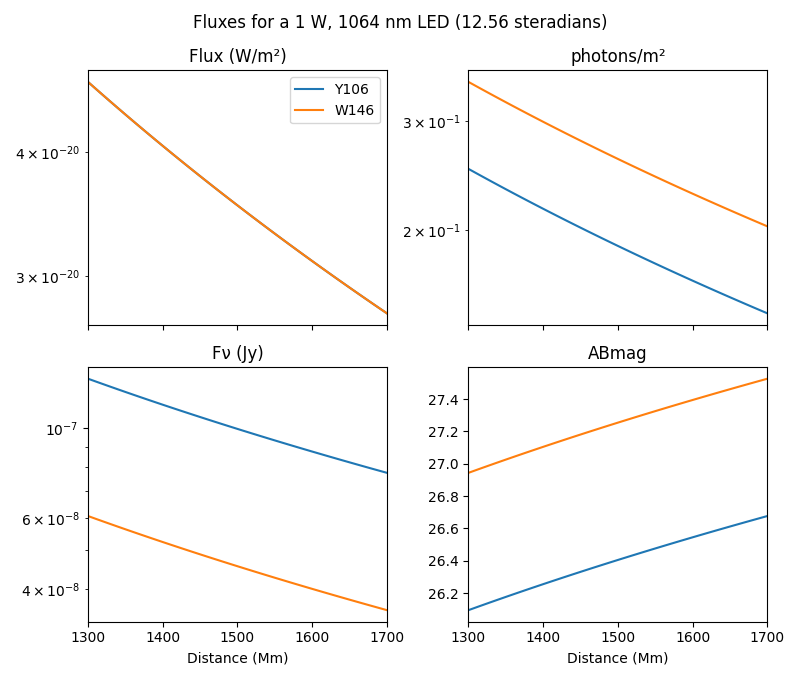 Fluxes for a 1 W, 1064 nm LED (12.56 steradians)
Flux (W/m²)
photons/m²
Y106
W146
4 × 10⁻²⁰
3 × 10⁻²⁰
3 × 10⁻¹
2 × 10⁻¹
Fν (Jy)
ABmag
10⁻⁷
6 × 10⁻⁸
4 × 10⁻⁸
27.4
27.2
27.0
26.8
26.6
26.4
26.2
1300 1400 1500 1600 1700
1300 1400 1500 1600 1700
Distance (Mm)
Distance (Mm)